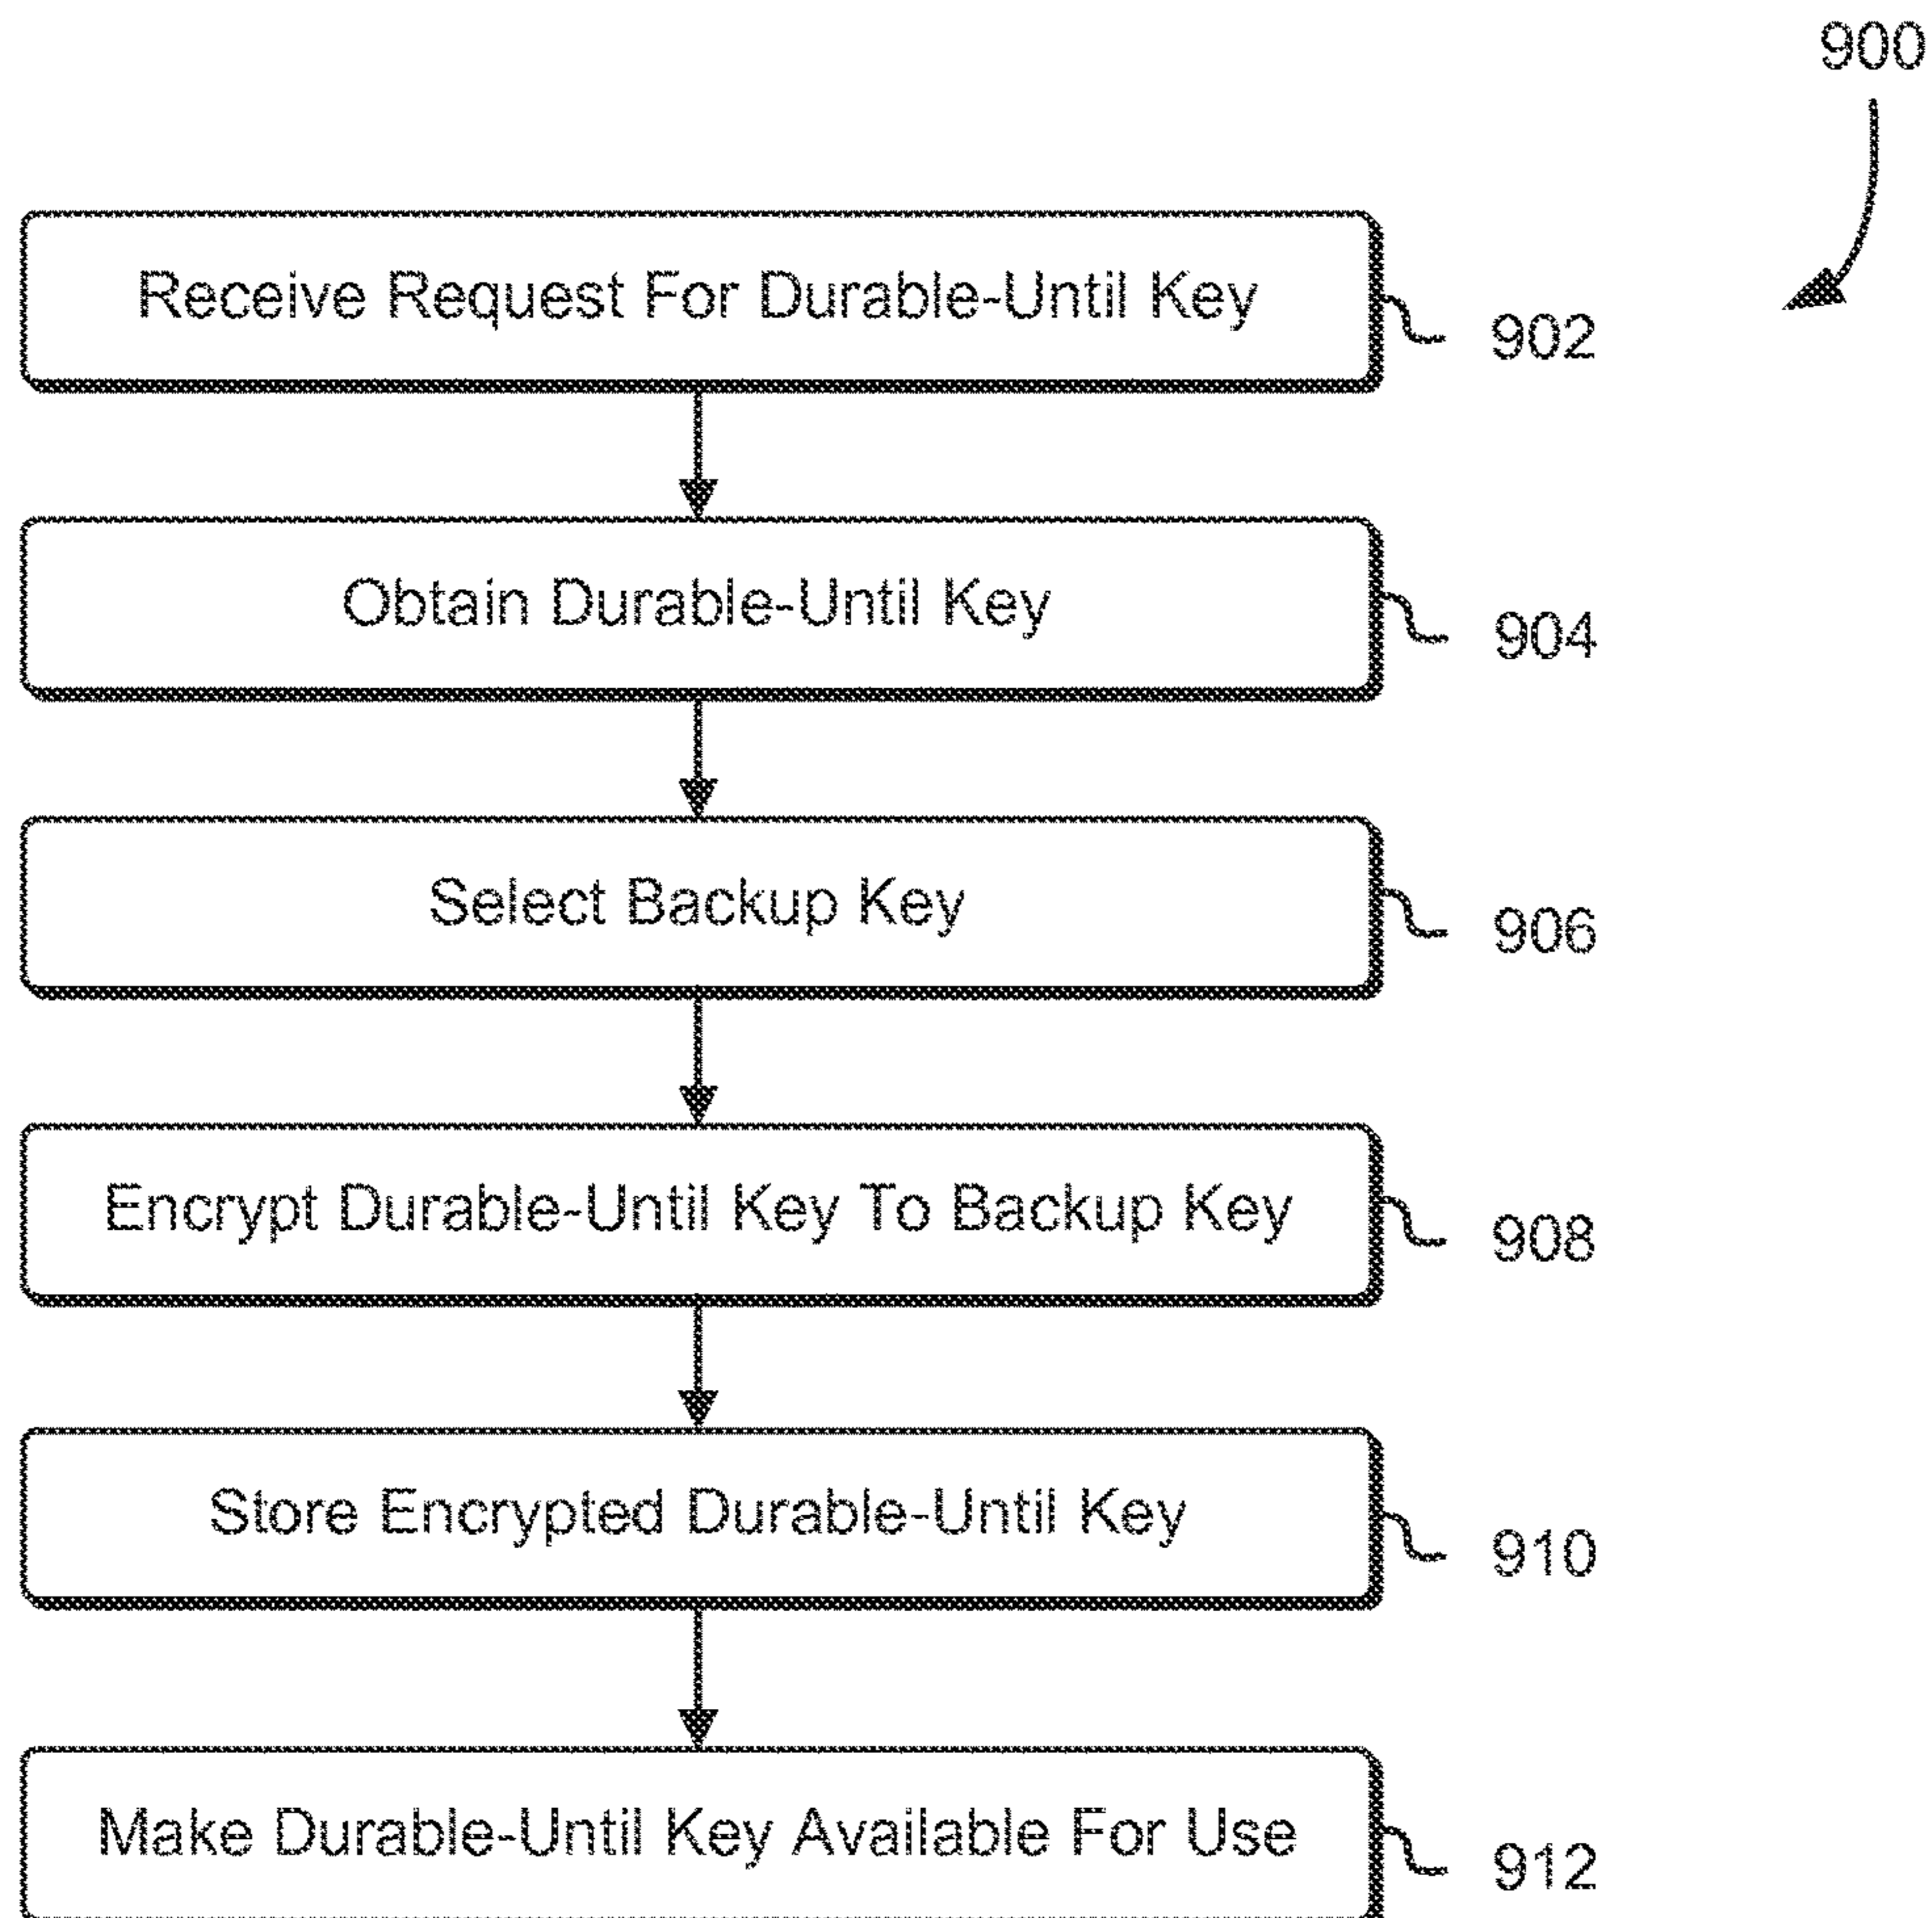 900
Receive Request For Durable-Until Key
902
Obtain Durable-Until Key
904
Select Backup Key
906
Encrypt Durable-Until Key To Backup Key
908
Store Encrypted Durable-Until Key
910
Make Durable-Until Key Available For Use
912